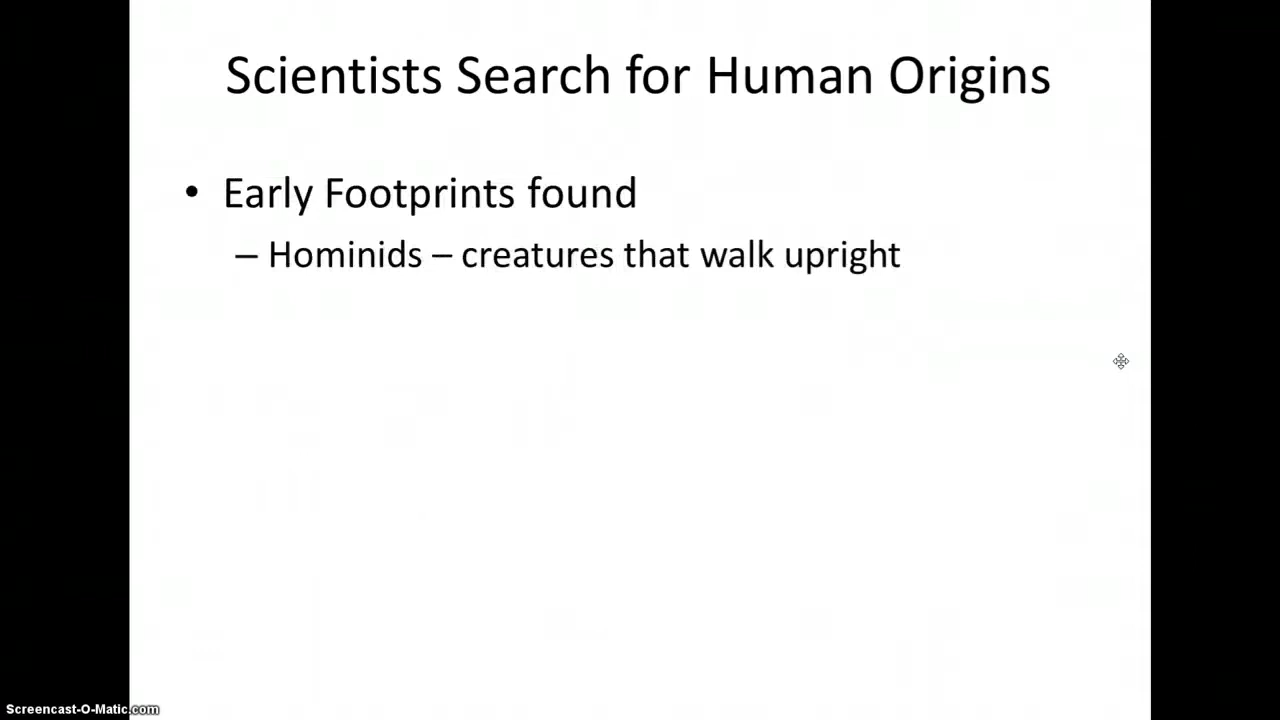 Scientists Search for Human Origins
• Early Footprints found
– Hominids – creatures that walk upright
Screencast-O-Matic.com